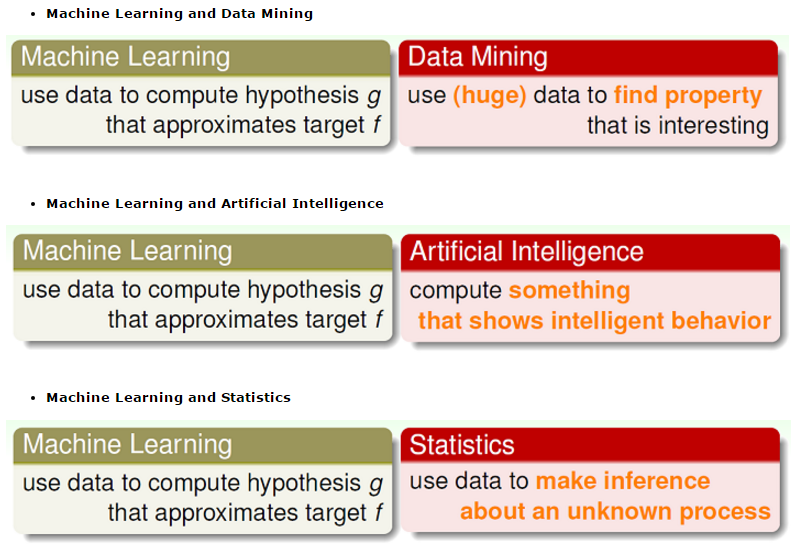 • Machine Learning and Data Mining
Machine Learning
use data to compute hypothesis g
that approximates target f
Data Mining
use (huge) data to find property
that is interesting
• Machine Learning and Artificial Intelligence
Machine Learning
use data to compute hypothesis g
that approximates target f
Artificial Intelligence
compute something
that shows intelligent behavior
• Machine Learning and Statistics
Machine Learning
use data to compute hypothesis g
that approximates target f
Statistics
use data to make inference
about an unknown process